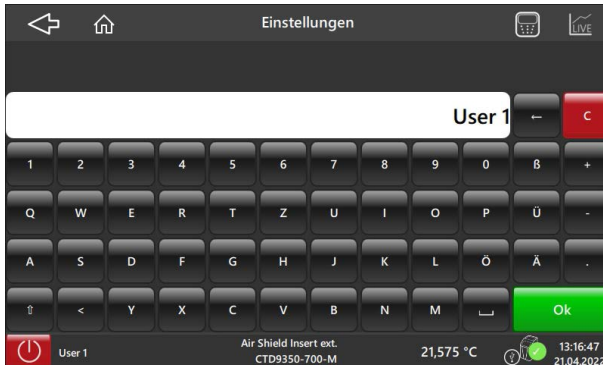 Einstellungen
LIVE
User 1
← C
1 2 3 4 5 6 7 8 9 0 ß +
Q W E R T Z U I O P Ü -
A S D F G H J K L Ö Ä .
⇧ < Y X C V B N M ⎵ Ok
User 1
Air Shield Insert ext.
CTD9350-700-M
21,575 °C
?
13:16:47
21.04.2022